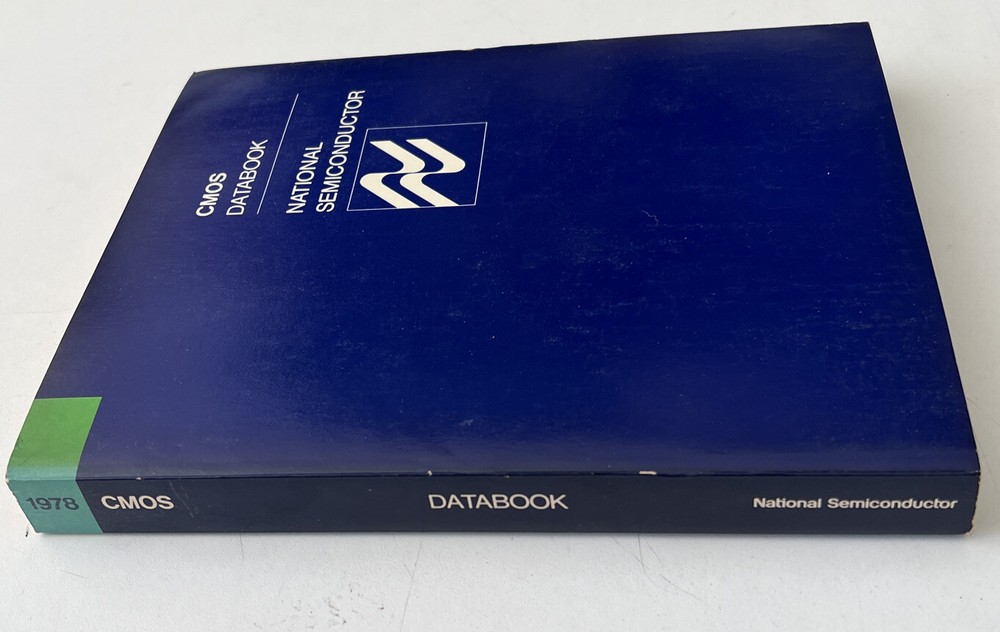 CMOS
DATABOOK
NATIONAL
SEMICONDUCTOR
1978 CMOS DATABOOK National Semiconductor